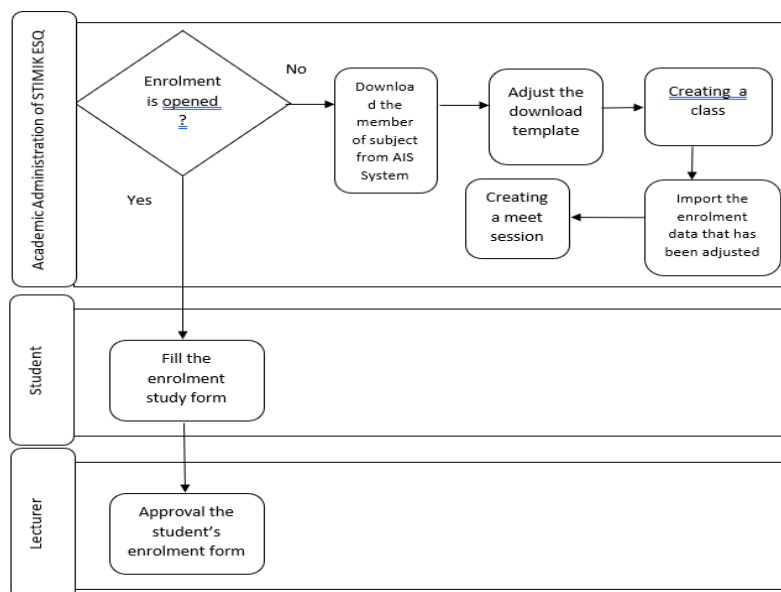 Academic Administration of STIMIK ESQ
Enrolment
is opened
?
No
Yes
Downloa
d the
member
of subject
from AIS
System
Adjust the
download
template
Creating a
class
Import the
enrolment
data that has
been adjusted
Creating
a meet
session
Student
Fill the
enrolment
study form
Lecturer
Approval the
student's
enrolment form